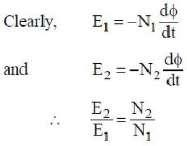 Clearly, E₁ = −N₁ dϕ/dt
and E₂ = −N₂ dϕ/dt
∴ E₂/E₁ = N₂/N₁